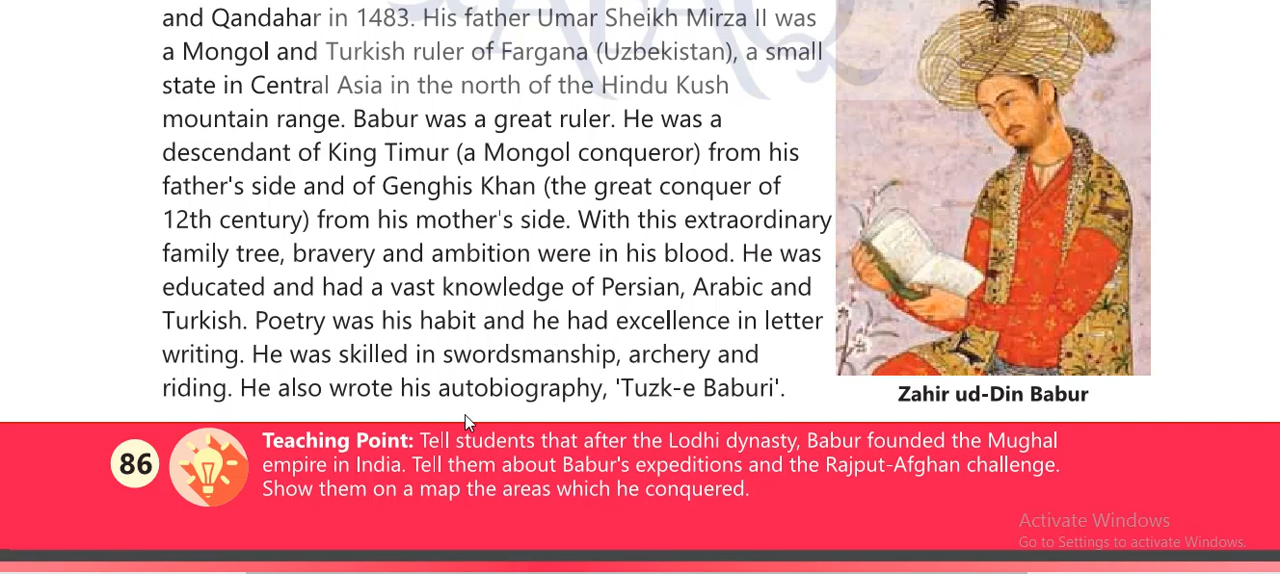 and Qandahar in 1483. His father Umar Sheikh Mirza II was
a Mongol and Turkish ruler of Fargana (Uzbekistan), a small
state in Central Asia in the north of the Hindu Kush
mountain range. Babur was a great ruler. He was a
descendant of King Timur (a Mongol conqueror) from his
father's side and of Genghis Khan (the great conquer of
12th century) from his mother's side. With this extraordinary
family tree, bravery and ambition were in his blood. He was
educated and had a vast knowledge of Persian, Arabic and
Turkish. Poetry was his habit and he had excellence in letter
writing. He was skilled in swordsmanship, archery and
riding. He also wrote his autobiography, 'Tuzk-e Baburi'.
Zahir ud-Din Babur
86
Teaching Point: Tell students that after the Lodhi dynasty, Babur founded the Mughal
empire in India. Tell them about Babur's expeditions and the Rajput-Afghan challenge.
Show them on a map the areas which he conquered.
Activate Windows
Go to Settings to activate Windows.